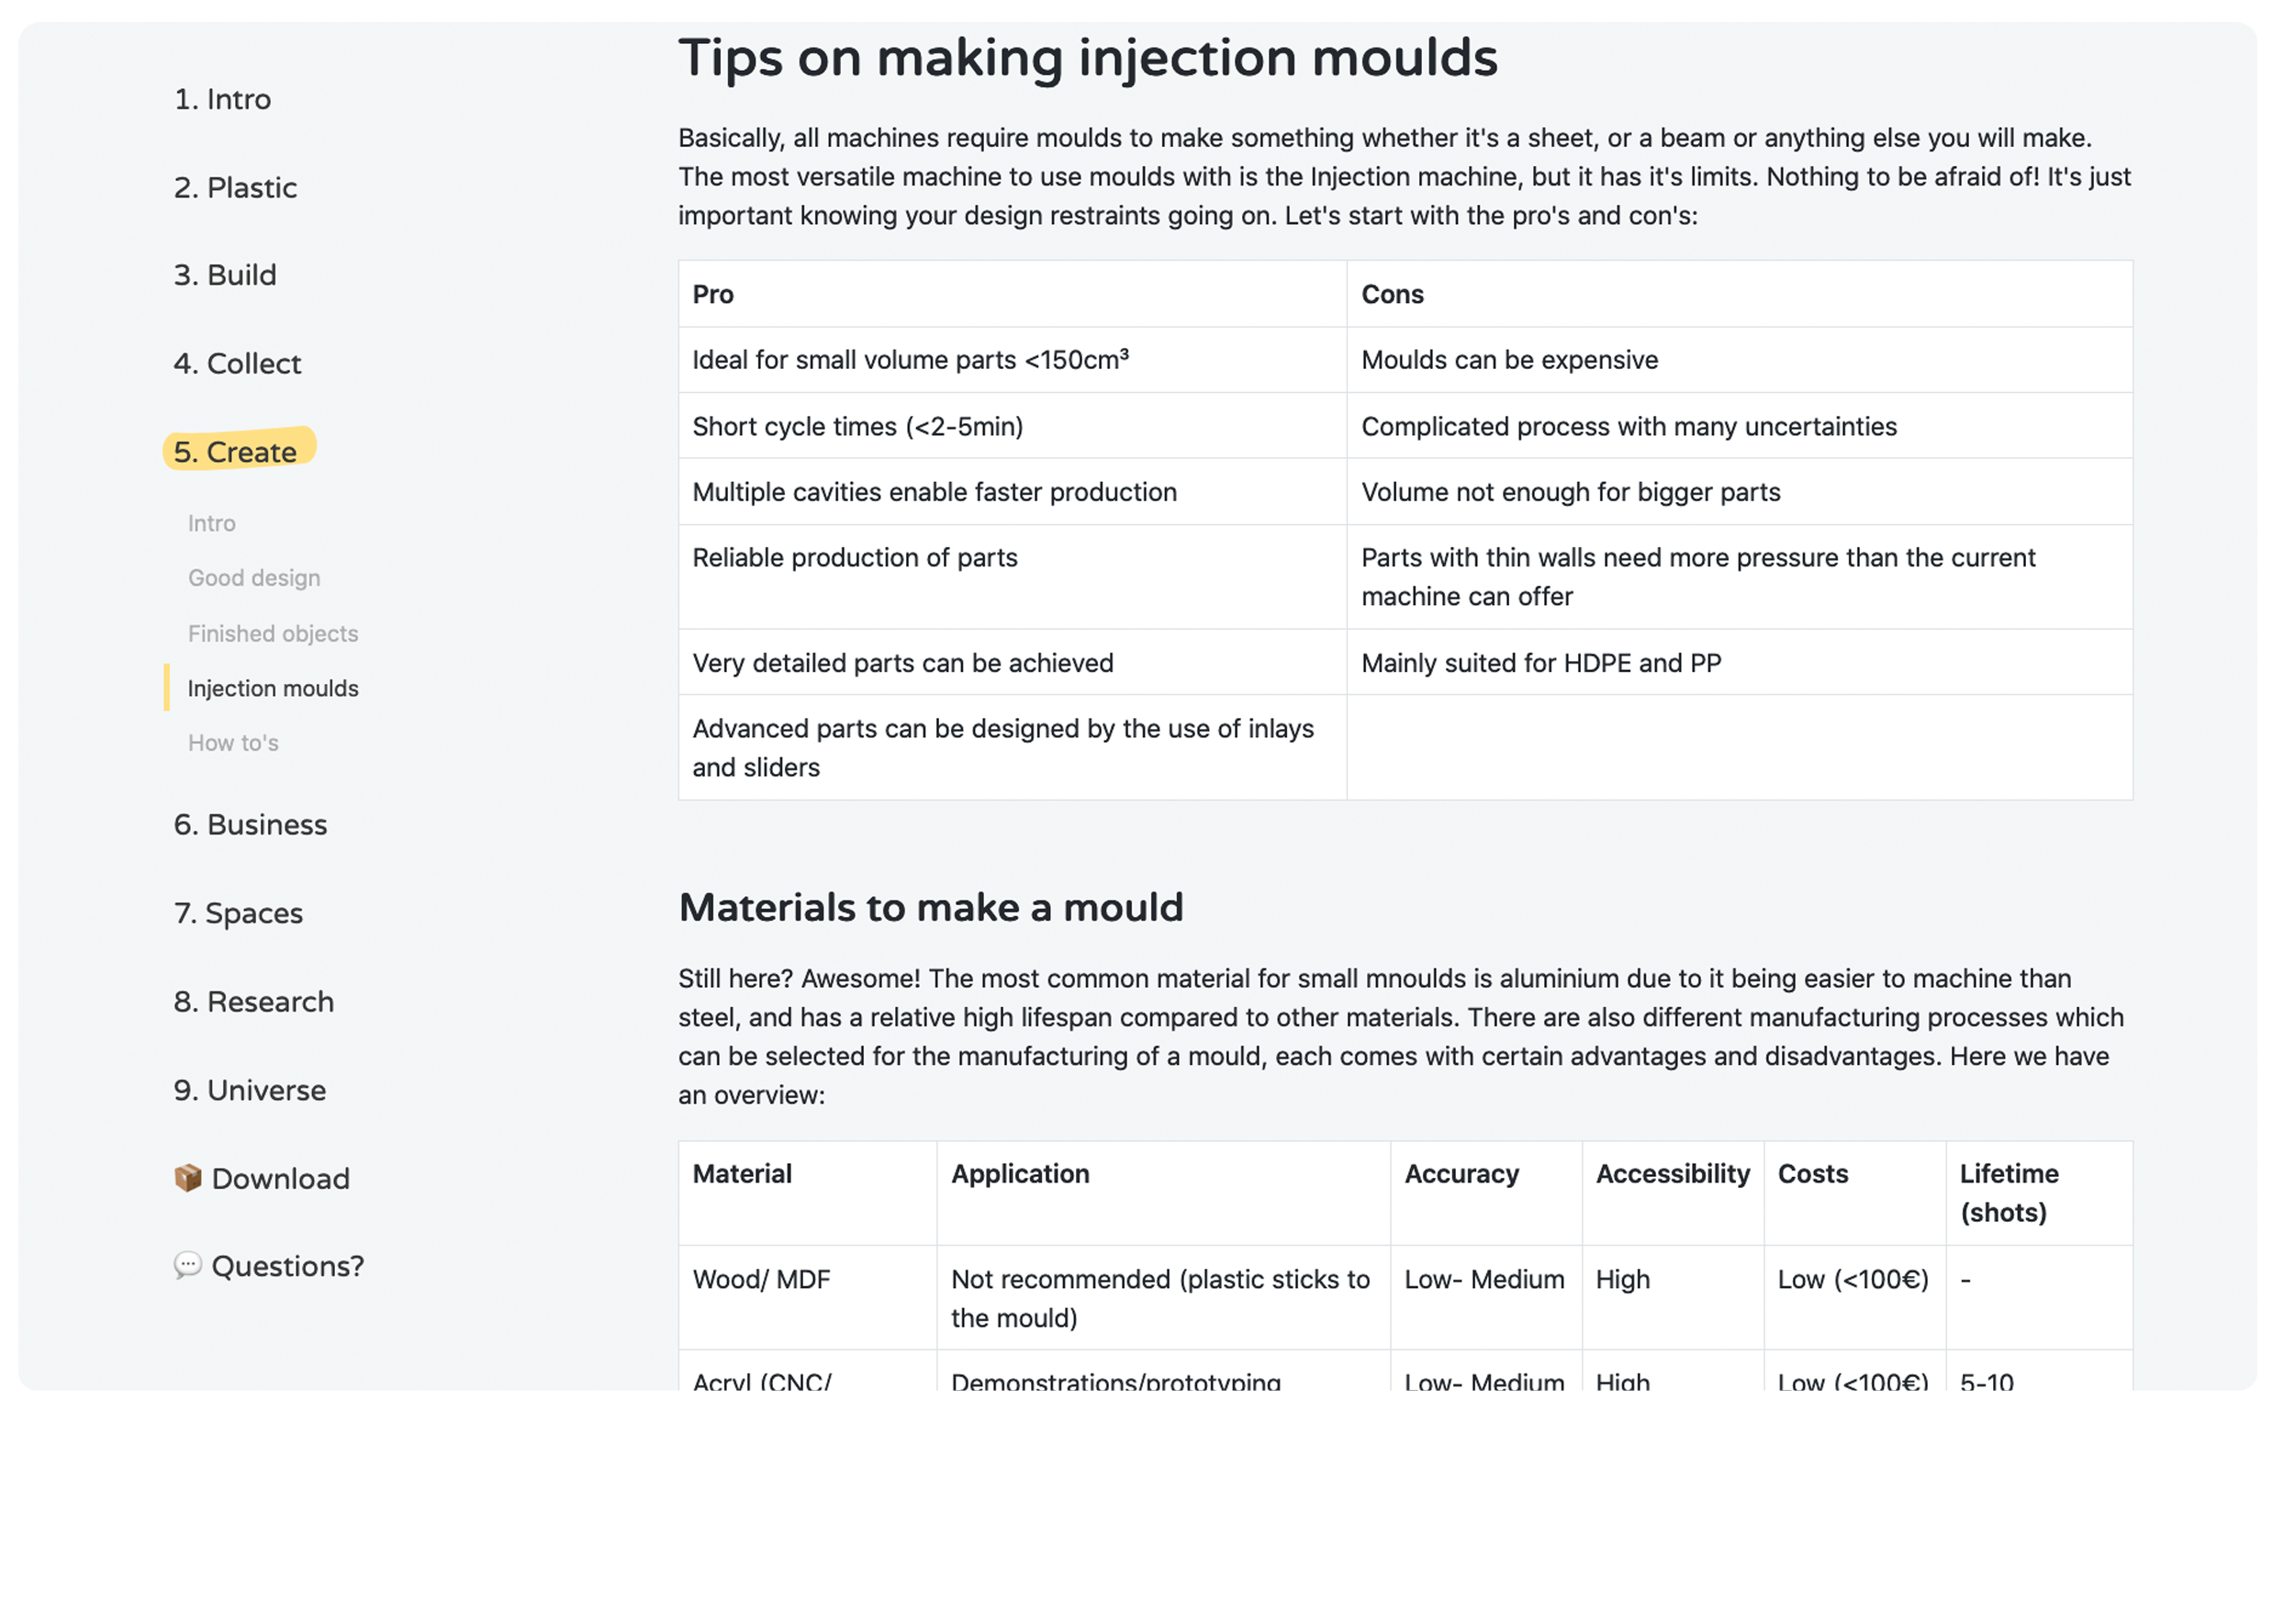 1. Intro
2. Plastic
3. Build
4. Collect
5. Create
Intro
Good design
Finished objects
Injection moulds
How to's
6. Business
7. Spaces
8. Research
9. Universe
📦 Download
💬 Questions?
Tips on making injection moulds
Basically, all machines require moulds to make something whether it's a sheet, or a beam or anything else you will make.
The most versatile machine to use moulds with is the Injection machine, but it has it's limits. Nothing to be afraid of! It's just
important knowing your design restraints going on. Let's start with the pro's and con's:
Pro Cons
Ideal for small volume parts <150cm³ Moulds can be expensive
Short cycle times (<2-5min) Complicated process with many uncertainties
Multiple cavities enable faster production Volume not enough for bigger parts
Reliable production of parts Parts with thin walls need more pressure than the current
machine can offer
Very detailed parts can be achieved Mainly suited for HDPE and PP
Advanced parts can be designed by the use of inlays
and sliders
Materials to make a mould
Still here? Awesome! The most common material for small mnoulds is aluminium due to it being easier to machine than
steel, and has a relative high lifespan compared to other materials. There are also different manufacturing processes which
can be selected for the manufacturing of a mould, each comes with certain advantages and disadvantages. Here we have
an overview:
Material Application Accuracy Accessibility Costs Lifetime
(shots)
Wood/ MDF Not recommended (plastic sticks to Low- Medium High Low (<100€) -
the mould)
Acryl (CNC/ Demonstrations/prototyping Low- Medium High Low (<100€) 5-10